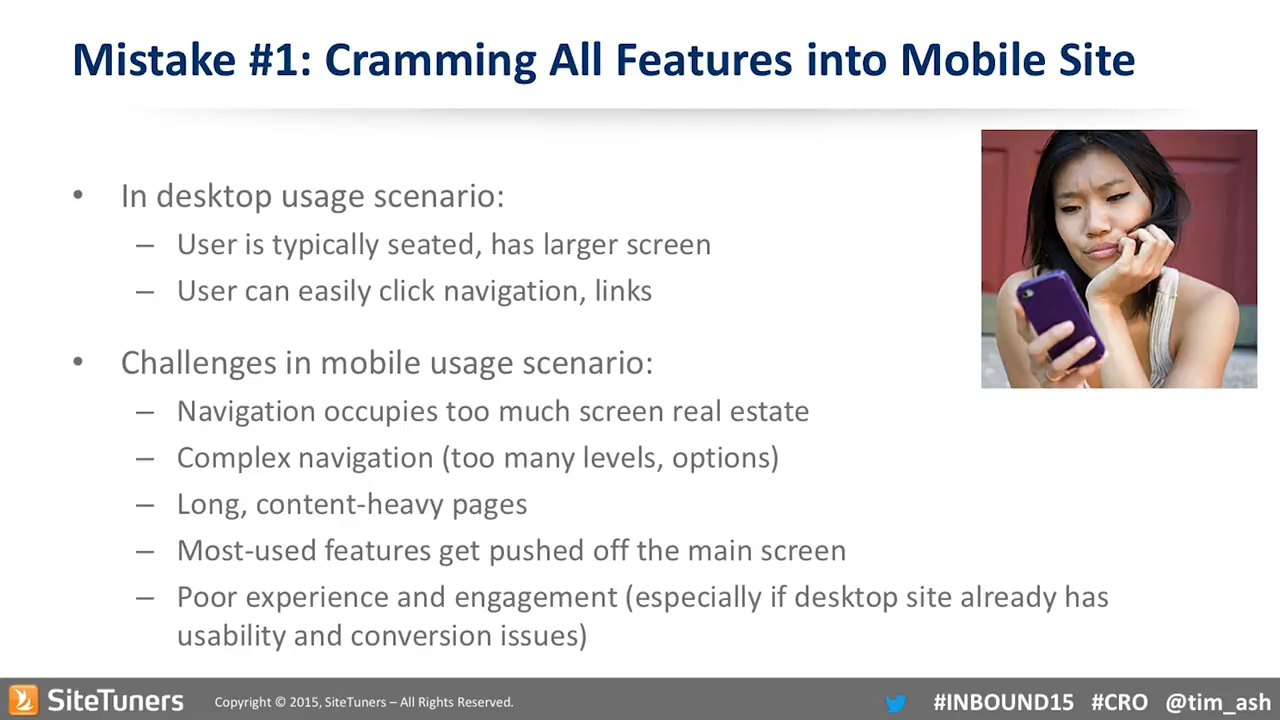 Mistake #1: Cramming All Features into Mobile Site
• In desktop usage scenario:
– User is typically seated, has larger screen
– User can easily click navigation, links
• Challenges in mobile usage scenario:
– Navigation occupies too much screen real estate
– Complex navigation (too many levels, options)
– Long, content-heavy pages
– Most-used features get pushed off the main screen
– Poor experience and engagement (especially if desktop site already has
usability and conversion issues)
SiteTuners Copyright © 2015, SiteTuners – All Rights Reserved. #INBOUND15 #CRO @tim_ash